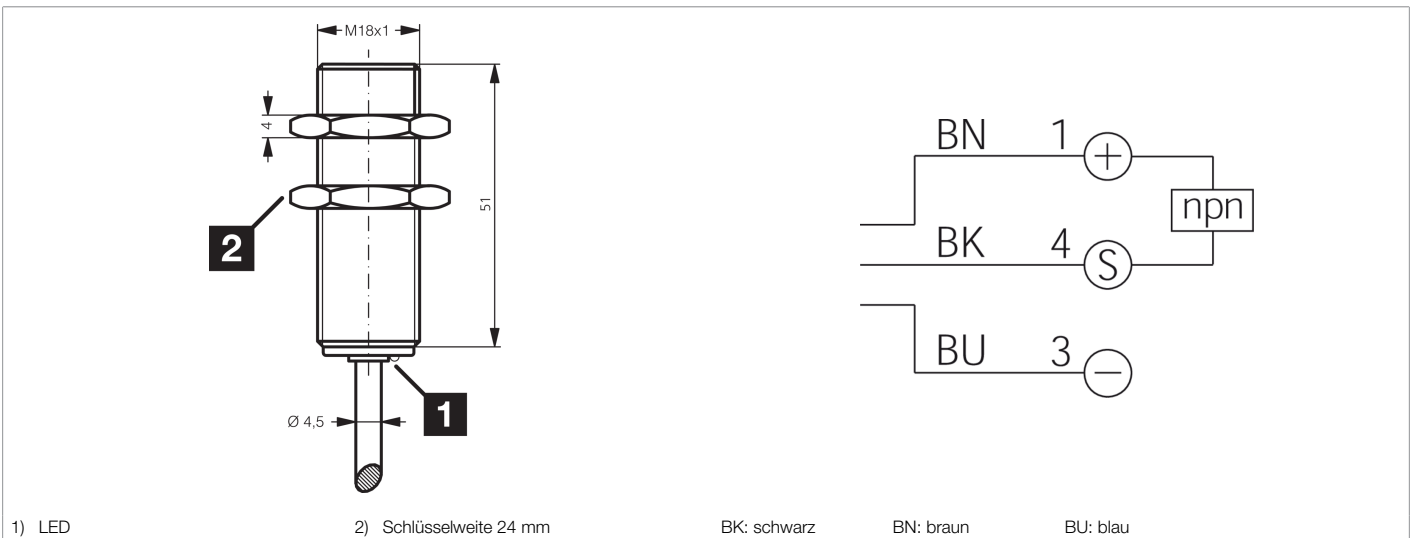 M18x1
4
51
2
1
Ø 4,5
BN 1 +
npn
BK 4 S
BU 3 −
1) LED
2) Schlüsselweite 24 mm
BK: schwarz
BN: braun
BU: blau